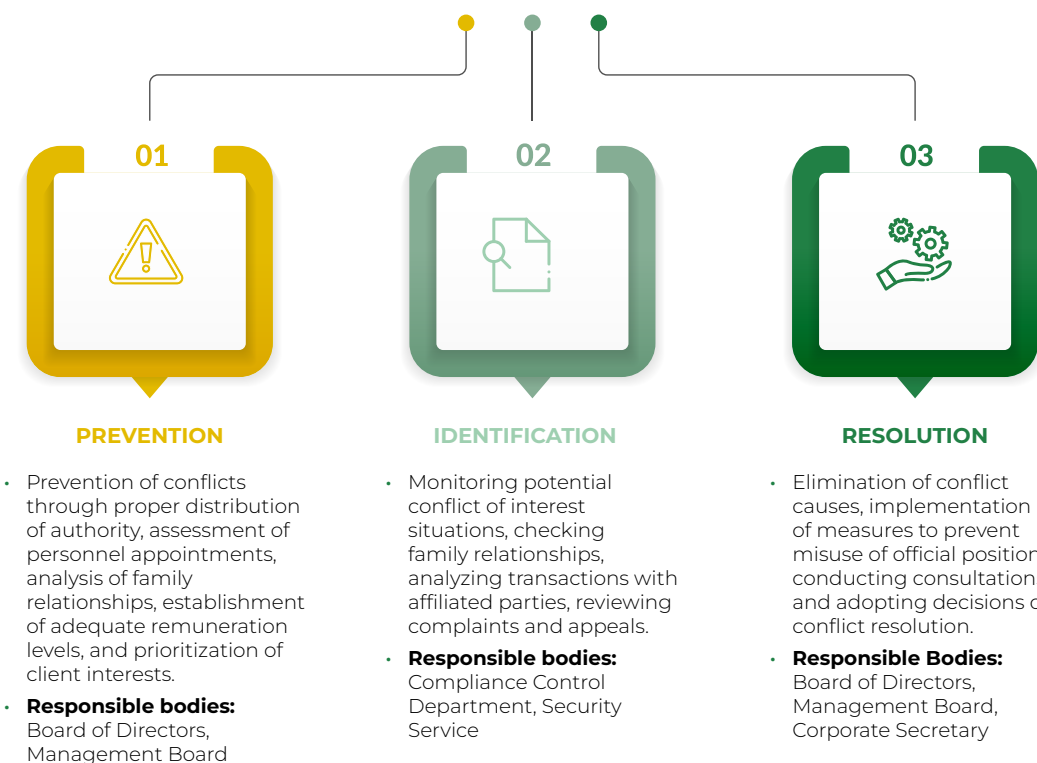 01
PREVENTION
• Prevention of conflicts
through proper distribution
of authority, assessment of
personnel appointments,
analysis of family
relationships, establishment
of adequate remuneration
levels, and prioritization of
client interests.
• Responsible bodies:
Board of Directors,
Management Board
02
IDENTIFICATION
• Monitoring potential
conflict of interest
situations, checking
family relationships,
analyzing transactions with
affiliated parties, reviewing
complaints and appeals.
• Responsible bodies:
Compliance Control
Department, Security
Service
03
RESOLUTION
• Elimination of conflict
causes, implementation
of measures to prevent
misuse of official position
conducting consultation
and adopting decisions
conflict resolution.
• Responsible Bodies:
Board of Directors,
Management Board,
Corporate Secretary